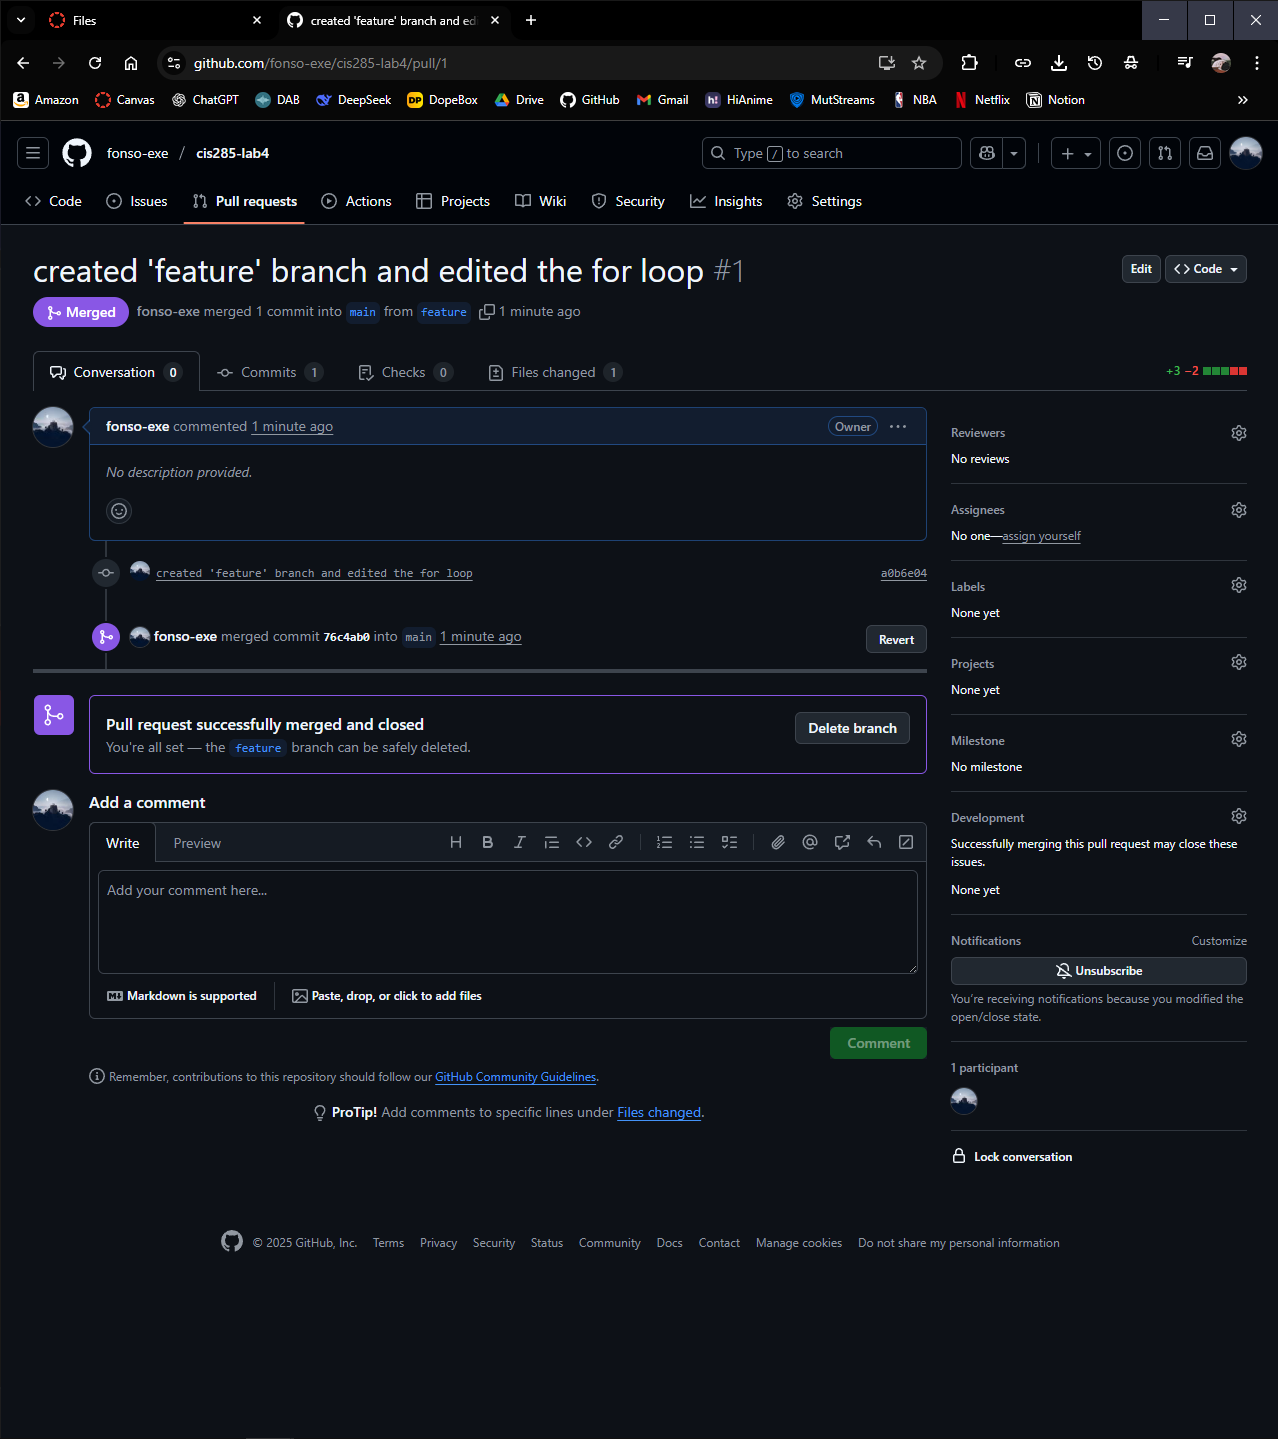 Files
created 'feature' branch and edi
github.com/fonso-exe/cis285-lab4/pull/1
Amazon Canvas ChatGPT DAB DeepSeek DopeBox Drive GitHub Gmail HiAnime MutStreams NBA Netflix Notion
fonso-exe / cis285-lab4
Type / to search
Code Issues Pull requests Actions Projects Wiki Security Insights Settings
created 'feature' branch and edited the for loop #1
Edit
Code
Merged fonso-exe merged 1 commit into main from feature 1 minute ago
Conversation 0 Commits 1 Checks 0 Files changed 1
+3 −2
fonso-exe commented 1 minute ago
Owner
No description provided.
created 'feature' branch and edited the for loop a0b6e04
fonso-exe merged commit 76c4ab0 into main 1 minute ago
Revert
Pull request successfully merged and closed
You're all set — the feature branch can be safely deleted.
Delete branch
Add a comment
Write Preview
Add your comment here...
Markdown is supported
Paste, drop, or click to add files
Comment
Remember, contributions to this repository should follow our GitHub Community Guidelines.
ProTip! Add comments to specific lines under Files changed.
Reviewers
No reviews
Assignees
No one—assign yourself
Labels
None yet
Projects
None yet
Milestone
No milestone
Development
Successfully merging this pull request may close these
issues.
None yet
Notifications Customize
Unsubscribe
You're receiving notifications because you modified the
open/close state.
1 participant
Lock conversation
© 2025 GitHub, Inc. Terms Privacy Security Status Community Docs Contact Manage cookies Do not share my personal information